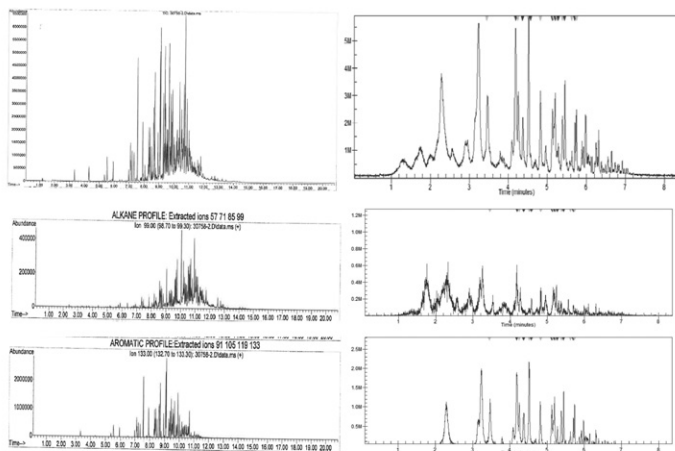 TIC: 30758-2.D\data.ms
Time-->
1 2 3 4 5 6 7 8
5M
4M
3M
2M
1M
Time (minutes)
ALKANE PROFILE: Extracted ions 57 71 85 99
Abundance
Ion 99.00 (98.70 to 99.30): 30758-2.D\data.ms (+)
400000
200000
0
Time-->
1.00 2.00 3.00 4.00 5.00 6.00 7.00 8.00 9.00 10.00 11.00 12.00 13.00 14.00 15.00 16.00 17.00 18.00 19.00 20.00
1.2M
1.0M
0.8M
0.6M
0.4M
0.2M
1 2 3 4 5 6 7 8
Time (minutes)
AROMATIC PROFILE: Extracted ions 91 105 119 133
Abundance
Ion 133.00 (132.70 to 133.30): 30758-2.D\data.ms (+)
2000000
1000000
0
Time-->
1.00 2.00 3.00 4.00 5.00 6.00 7.00 8.00 9.00 10.00 11.00 12.00 13.00 14.00 15.00 16.00 17.00 18.00 19.00 20.00
2.5M
2.0M
1.5M
1.0M
0.5M
1 2 3 4 5 6 7 8